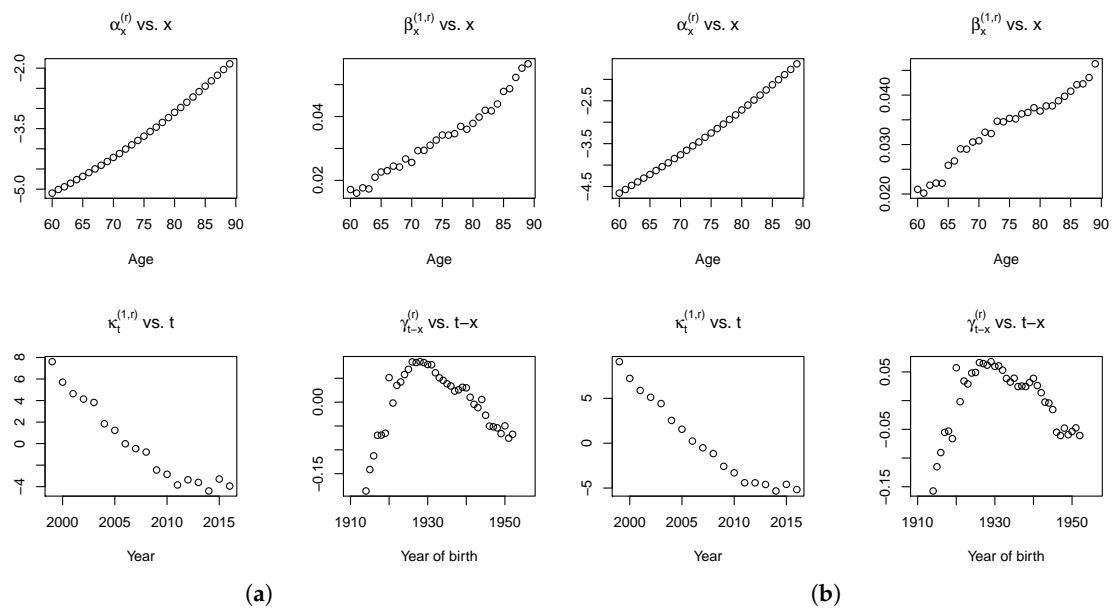 α_x^(r) vs. x
β_x^(1,r) vs. x
α_x^(r) vs. x
β_x^(1,r) vs. x
−2.0
−3.5
−5.0
0.04
0.02
−2.5
−3.5
−4.5
0.040
0.030
0.020
60 65 70 75 80 85 90
60 65 70 75 80 85 90
60 65 70 75 80 85 90
60 65 70 75 80 85 90
Age
Age
Age
Age
κ_t^(1,r) vs. t
γ_t−x^(r) vs. t−x
κ_t^(1,r) vs. t
γ_t−x^(r) vs. t−x
8
6
4
2
0
−4
0.00
−0.15
5
0
−5
0.05
−0.05
−0.15
2000 2005 2010 2015
1910 1930 1950
2000 2005 2010 2015
1910 1930 1950
Year
Year of birth
Year
Year of birth
(a)
(b)